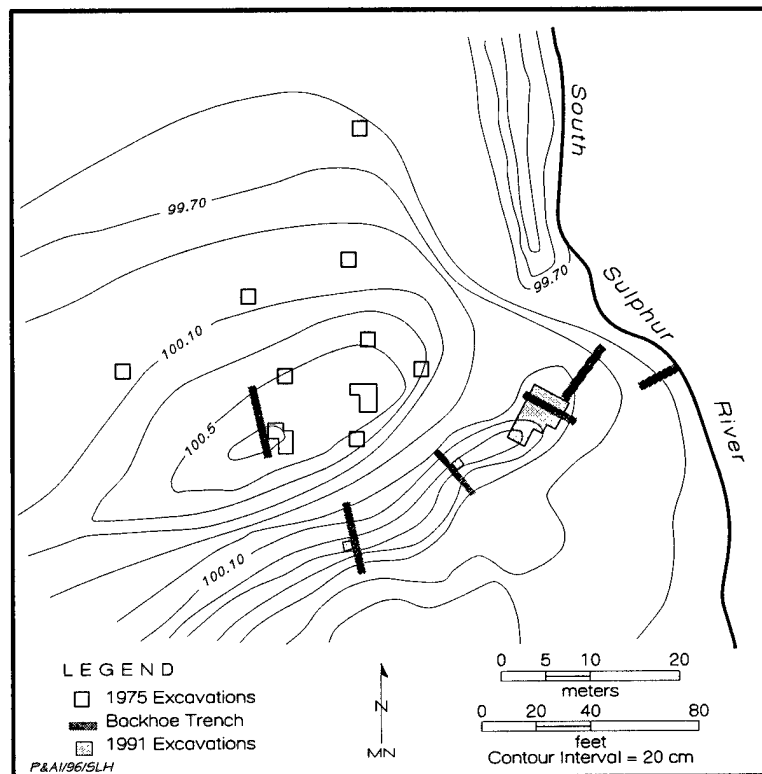 South
99.70
99.70
Sulphur
100.10
River
100.5
100.10
LEGEND
1975 Excavations
Backhoe Trench
1991 Excavations
P&AI/96/SLH
N
MN
0 5 10 20
meters
0 20 40 80
feet
Contour Interval = 20 cm